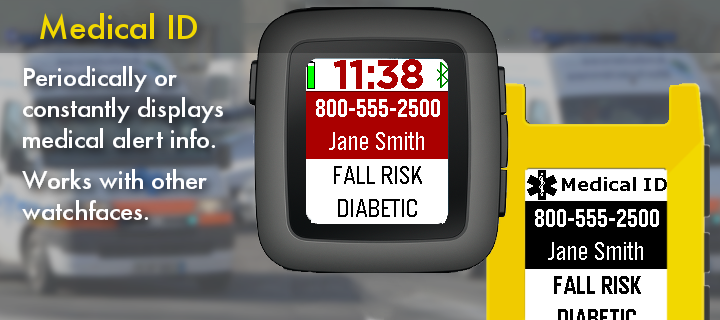 Medical ID
Periodically or
constantly displays
medical alert info.
Works with other
watchfaces.
11:38
800-555-2500
Jane Smith
FALL RISK
DIABETIC
Medical ID
800-555-2500
Jane Smith
FALL RISK
DIABETIC